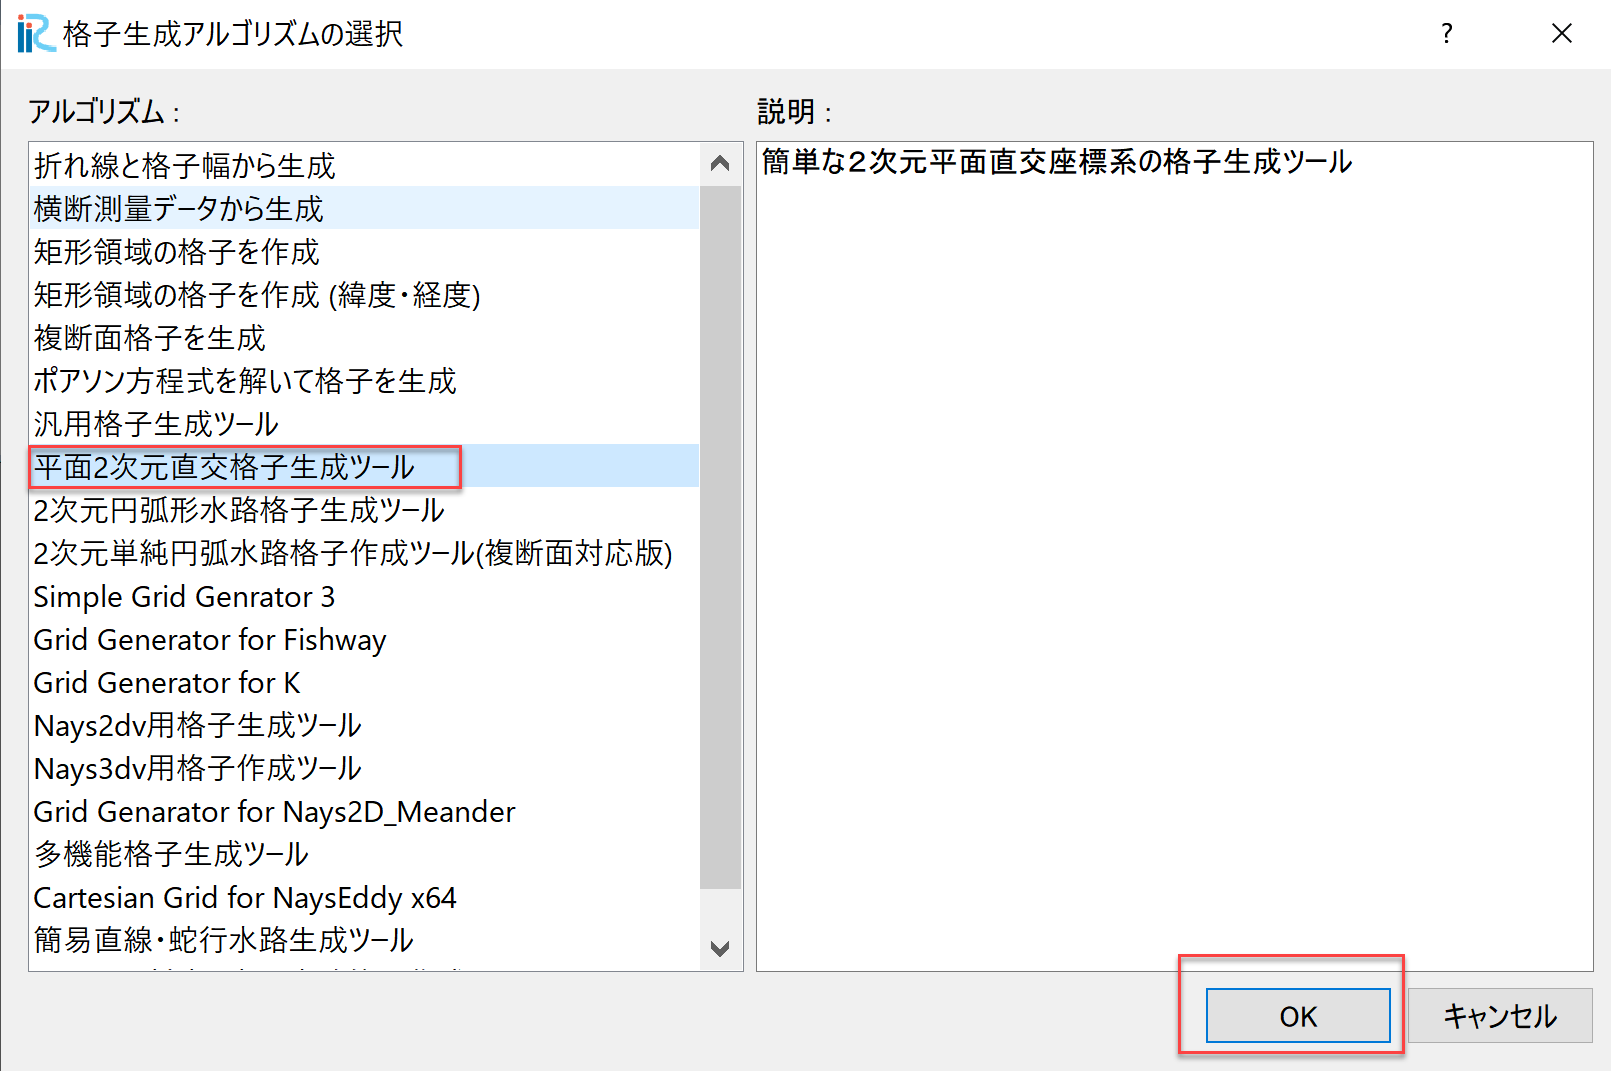 iRC 格子生成アルゴリズムの選択
?
アルゴリズム :
折れ線と格子幅から生成
横断測量データから生成
矩形領域の格子を作成
矩形領域の格子を作成 (緯度・経度)
複断面格子を生成
ポアソン方程式を解いて格子を生成
汎用格子生成ツール
平面2次元直交格子生成ツール
2次元円弧形水路格子生成ツール
2次元単純円弧水路格子作成ツール(複断面対応版)
Simple Grid Genrator 3
Grid Generator for Fishway
Grid Generator for K
Nays2dv用格子生成ツール
Nays3dv用格子作成ツール
Grid Genarator for Nays2D_Meander
多機能格子生成ツール
Cartesian Grid for NaysEddy x64
簡易直線・蛇行水路生成ツール
説明 :
簡単な２次元平面直交座標系の格子生成ツール
OK
キャンセル